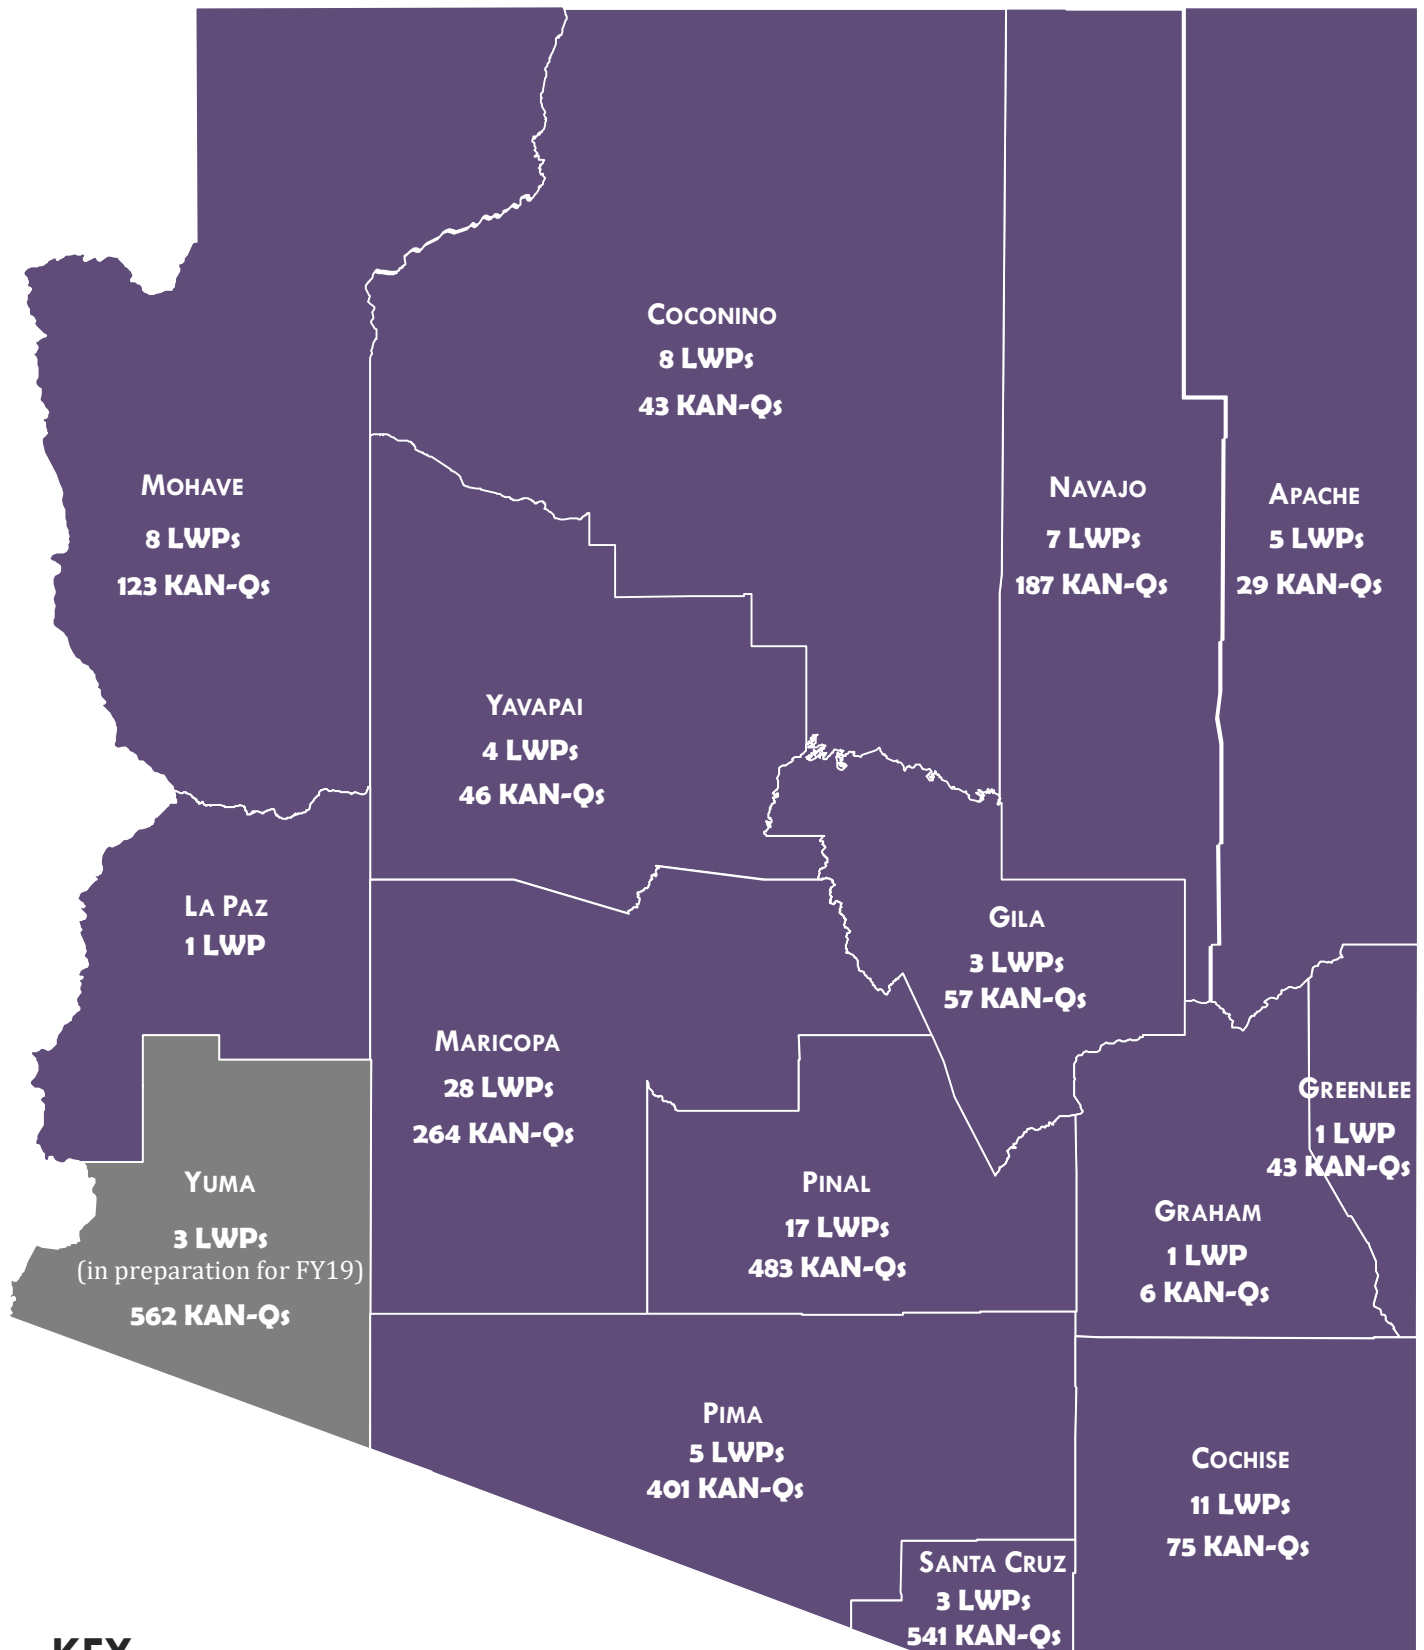 COCONINO
8 LWPs
43 KAN-Qs
MOHAVE
8 LWPs
123 KAN-Qs
NAVAJO
7 LWPs
187 KAN-Qs
APACHE
5 LWPs
29 KAN-Qs
YAVAPAI
4 LWPs
46 KAN-Qs
LA PAZ
1 LWP
GILA
3 LWPs
57 KAN-Qs
MARICOPA
28 LWPs
264 KAN-Qs
GREENLEE
1 LWP
43 KAN-Qs
YUMA
3 LWPs
(in preparation for FY19)
562 KAN-Qs
PINAL
17 LWPs
483 KAN-Qs
GRAHAM
1 LWP
6 KAN-Qs
PIMA
5 LWPs
401 KAN-Qs
COCHISE
11 LWPs
75 KAN-Qs
SANTA CRUZ
3 LWPs
541 KAN-Qs
KEY